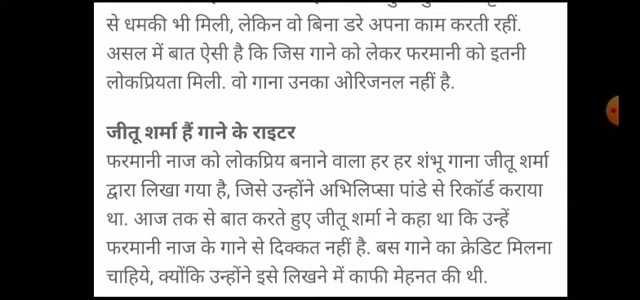 से धमकी भी मिली, लेकिन वो बिना डरे अपना काम करती रहीं.
असल में बात ऐसी है कि जिस गाने को लेकर फरमानी को इतनी
लोकप्रियता मिली. वो गाना उनका ओरिजनल नहीं है.
जीतू शर्मा हैं गाने के राइटर
फरमानी नाज को लोकप्रिय बनाने वाला हर हर शंभू गाना जीतू शर्मा
द्वारा लिखा गया है, जिसे उन्होंने अभिलिप्सा पांडे से रिकॉर्ड कराया
था. आज तक से बात करते हुए जीतू शर्मा ने कहा था कि उन्हें
फरमानी नाज के गाने से दिक्कत नहीं है. बस गाने का क्रेडिट मिलना
चाहिये, क्योंकि उन्होंने इसे लिखने में काफी मेहनत की थी.